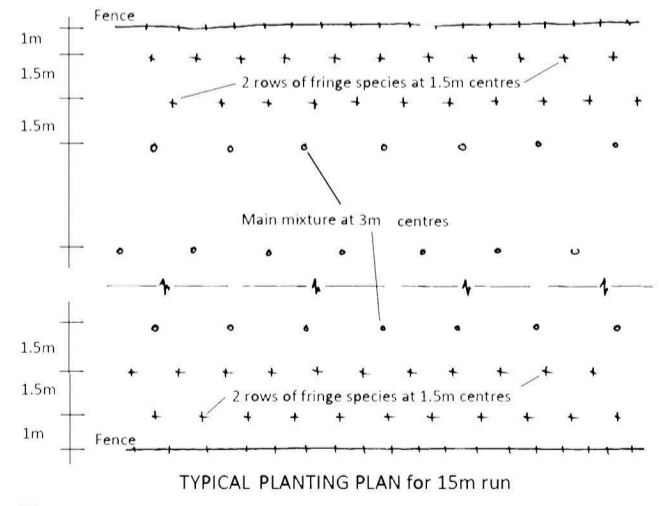 Fence
1m
1.5m
2 rows of fringe species at 1.5m centres
1.5m
Main mixture at 3m centres
1.5m
1.5m
2 rows of fringe species at 1.5m centres
1m
Fence
TYPICAL PLANTING PLAN for 15m run